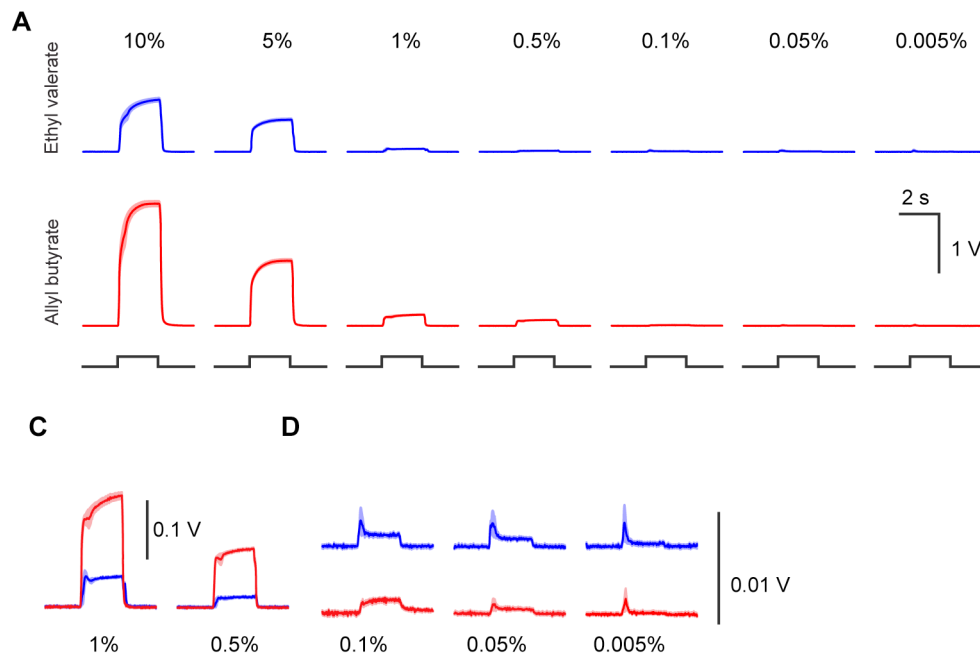 A
10% 5% 1% 0.5% 0.1% 0.05% 0.005%
Ethyl valerate
Allyl butyrate
2 s
1 V
C
D
0.1 V
0.01 V
1% 0.5%
0.1% 0.05% 0.005%